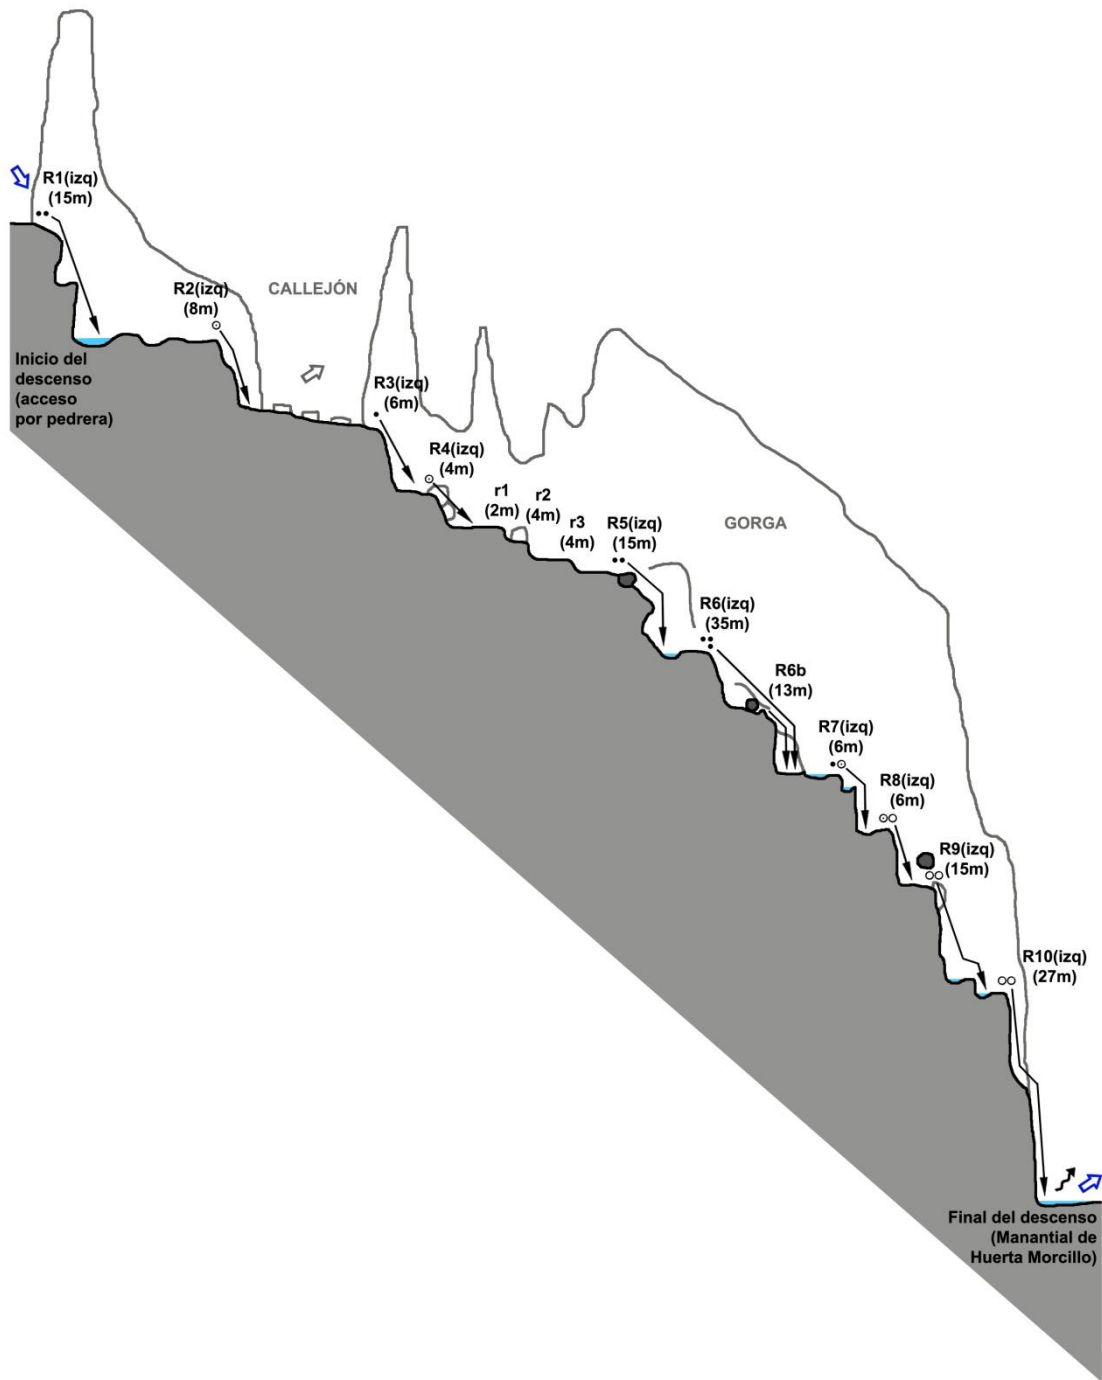 R1(izq)
(15m)
R2(izq)
(8m)
CALLEJÓN
Inicio del
descenso
(acceso
por pedrera)
R3(izq)
(6m)
R4(izq)
(4m)
r1
(2m)
r2
(4m)
r3
(4m)
R5(izq)
(15m)
GORGA
R6(izq)
(35m)
R6b
(13m)
R7(izq)
(6m)
R8(izq)
(6m)
R9(izq)
(15m)
R10(izq)
(27m)
Final del descenso
(Manantial de
Huerta Morcillo)